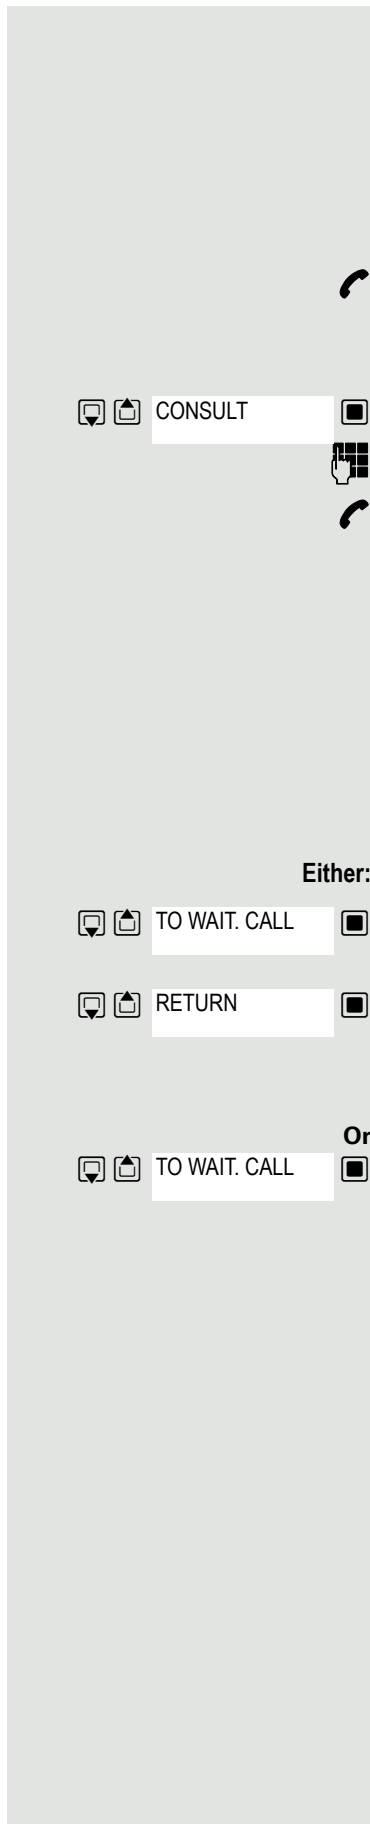 CONSULT
Either:
TO WAIT. CALL
RETURN
Or
TO WAIT. CALL